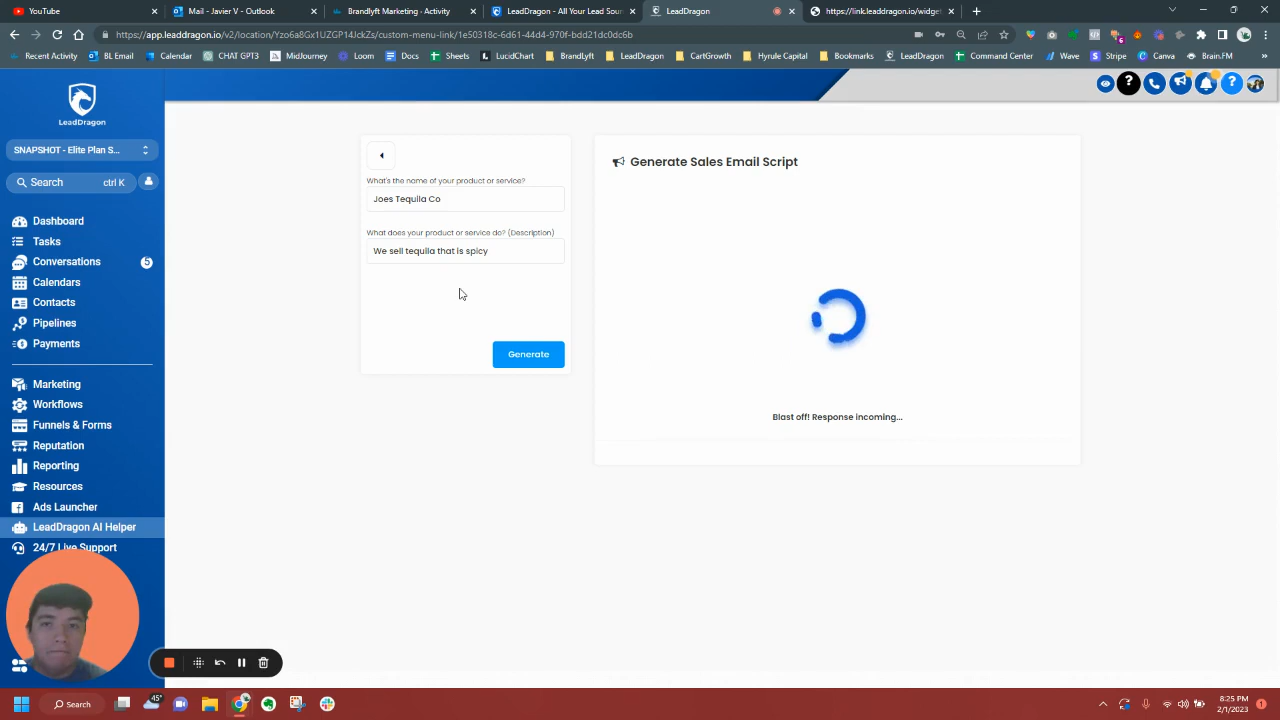 YouTube
Mail - Javier V - Outlook
Brandlyft Marketing - Activity
LeadDragon - All Your Lead Sour
LeadDragon
https://link.leaddragon.io/widget
https://app.leaddragon.io/v2/location/Yzo6a8Gx1UZGP14JckZs/custom-menu-link/1e50318c-6d61-44d4-970f-bdd21dc0dc6b
Recent Activity
BL Email
Calendar
CHAT GPT3
MidJourney
Loom
Docs
Sheets
LucidChart
BrandLyft
LeadDragon
CartGrowth
Hyrule Capital
Bookmarks
LeadDragon
Command Center
Wave
Stripe
Canva
Brain.FM
LeadDragon
SNAPSHOT - Elite Plan S...
Search ctrl K
Dashboard
Tasks
Conversations 5
Calendars
Contacts
Pipelines
Payments
Marketing
Workflows
Funnels & Forms
Reputation
Reporting
Resources
Ads Launcher
LeadDragon AI Helper
24/7 Live Support
What's the name of your product or service?
Joes Tequila Co
What does your product or service do? (Description)
We sell tequila that is spicy
Generate
Generate Sales Email Script
Blast off! Response incoming...
Search
45°
8:25 PM
2/1/2023